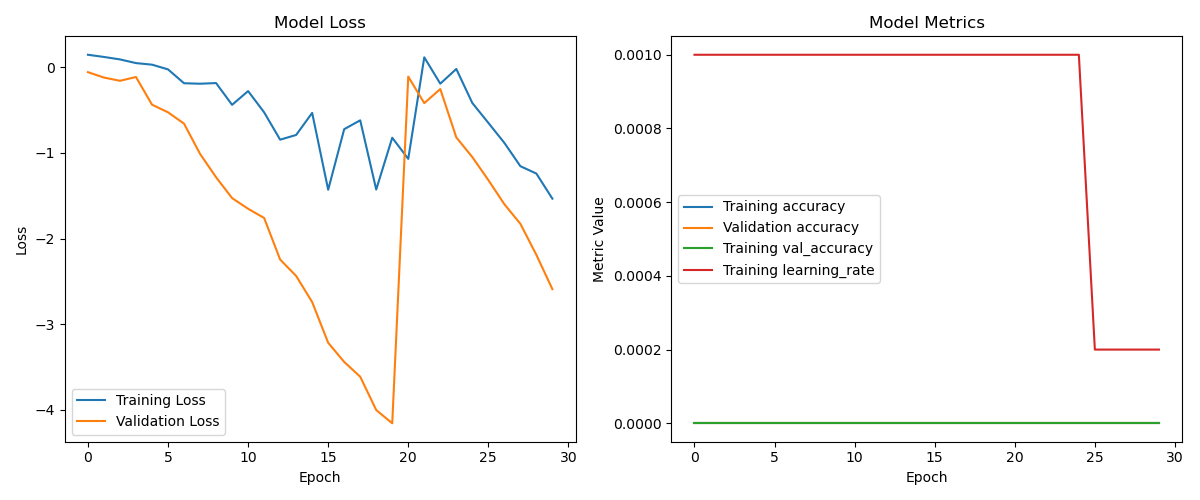 Model Loss
0
−1
−2
−3
−4
Loss
Training Loss
Validation Loss
0 5 10 15 20 25 30
Epoch
Model Metrics
0.0010
0.0008
0.0006
0.0004
0.0002
0.0000
Metric Value
Training accuracy
Validation accuracy
Training val_accuracy
Training learning_rate
0 5 10 15 20 25 30
Epoch